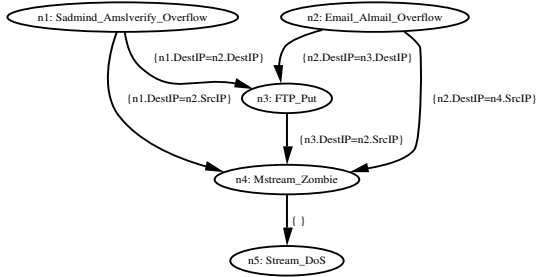 n1: Sadmind_Amslverify_Overflow
n2: Email_Almail_Overflow
{n1.DestIP=n2.DestIP}
{n2.DestIP=n3.DestIP}
n3: FTP_Put
{n1.DestIP=n2.SrcIP}
{n2.DestIP=n4.SrcIP}
{n3.DestIP=n2.SrcIP}
n4: Mstream_Zombie
{ }
n5: Stream_DoS